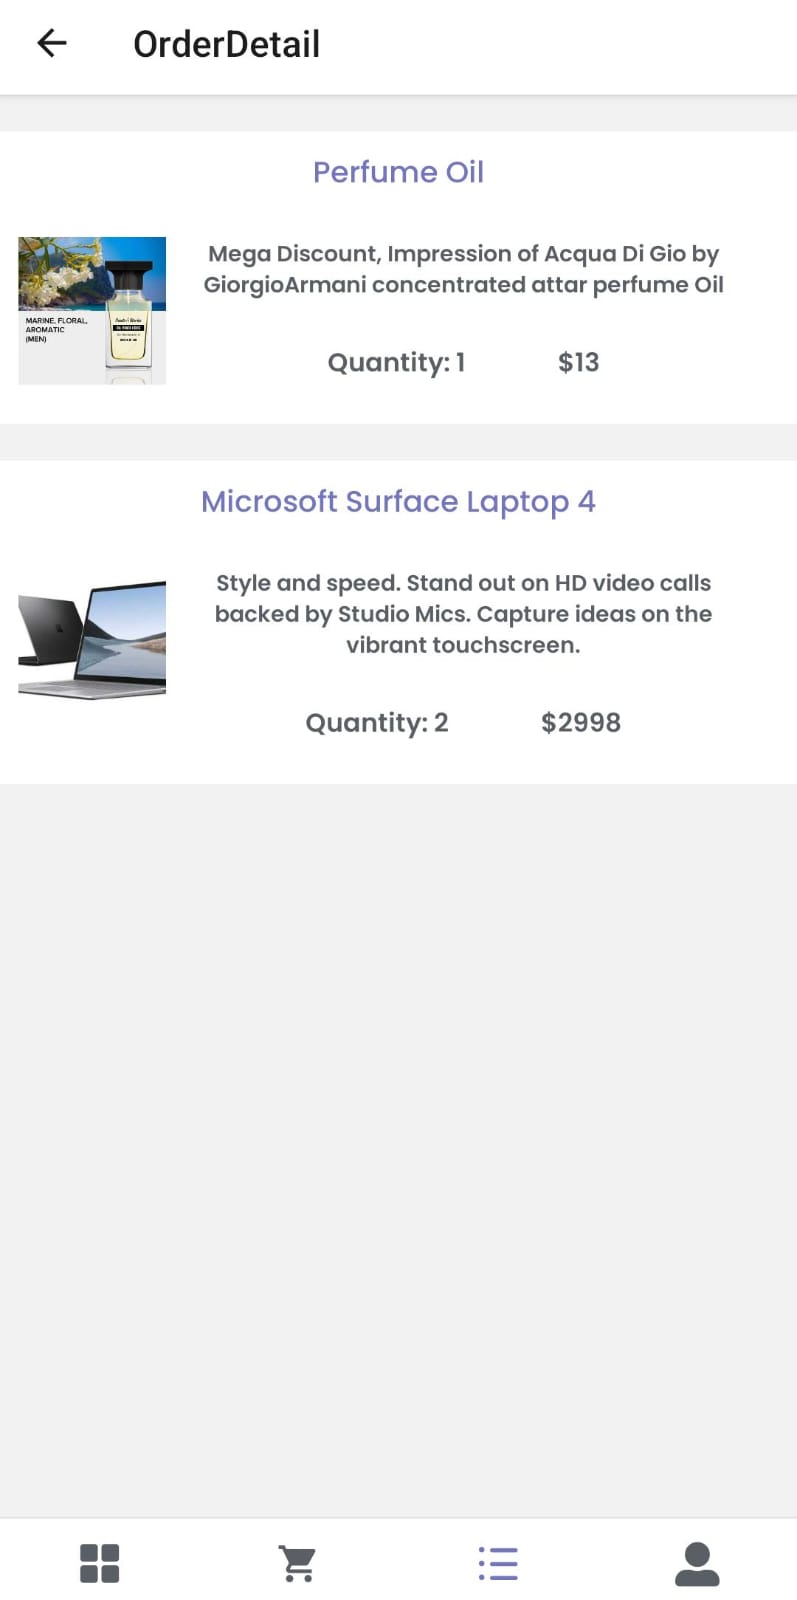 OrderDetail
Perfume Oil
Mega Discount, Impression of Acqua Di Gio by
GiorgioArmani concentrated attar perfume Oil
MARINE, FLORAL,
AROMATIC
(MEN)
Quantity: 1 $13
Microsoft Surface Laptop 4
Style and speed. Stand out on HD video calls
backed by Studio Mics. Capture ideas on the
vibrant touchscreen.
Quantity: 2 $2998